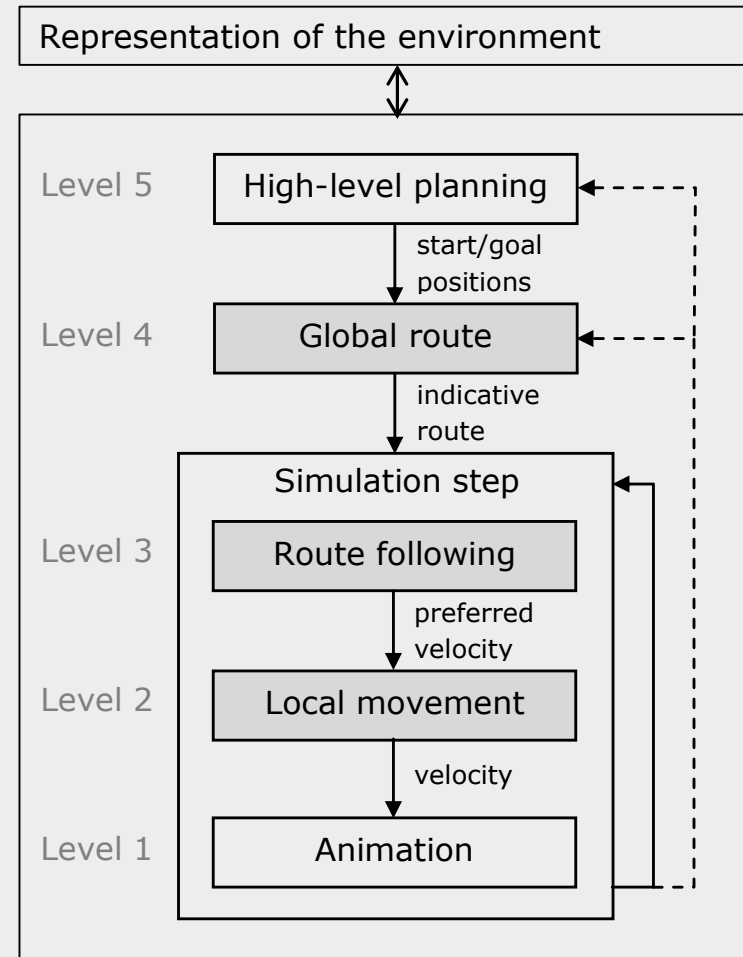 Representation of the environment
Level 5
High-level planning
start/goal
positions
Level 4
Global route
indicative
route
Simulation step
Level 3
Route following
preferred
velocity
Level 2
Local movement
velocity
Level 1
Animation